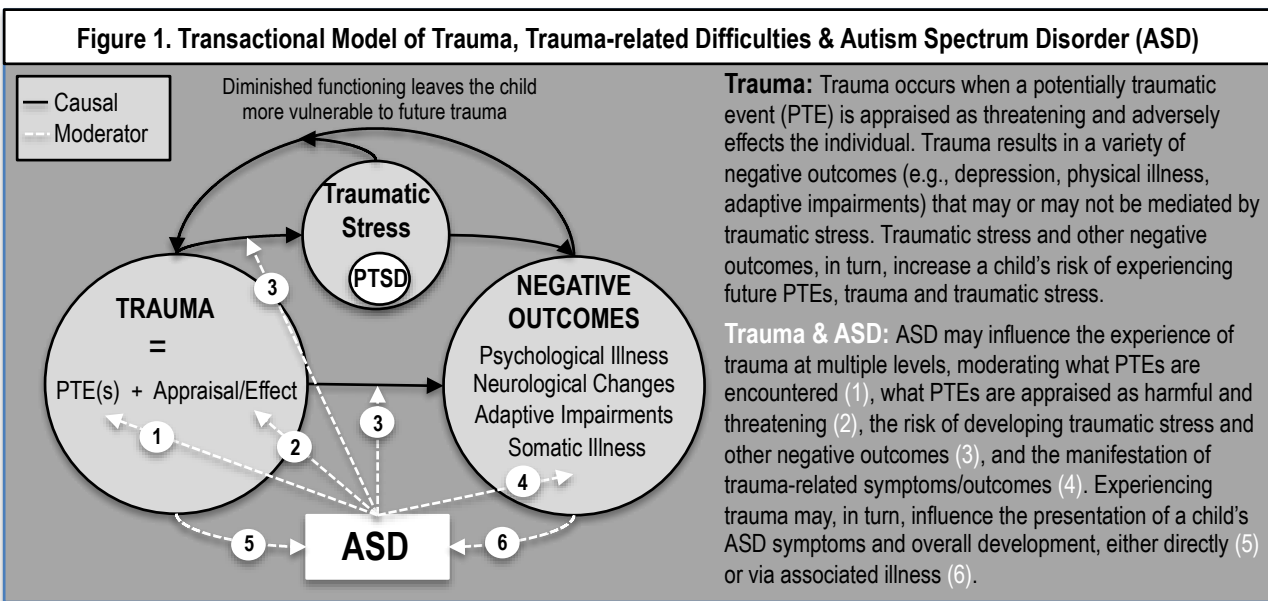 Figure 1. Transactional Model of Trauma, Trauma-related Difficulties & Autism Spectrum Disorder (ASD)
Causal
Moderator
Diminished functioning leaves the child
more vulnerable to future trauma
Traumatic
Stress
PTSD
TRAUMA
=
PTE(s) + Appraisal/Effect
NEGATIVE
OUTCOMES
Psychological Illness
Neurological Changes
Adaptive Impairments
Somatic Illness
3
1
2
3
4
5
6
ASD
Trauma: Trauma occurs when a potentially traumatic
event (PTE) is appraised as threatening and adversely
effects the individual. Trauma results in a variety of
negative outcomes (e.g., depression, physical illness,
adaptive impairments) that may or may not be mediated by
traumatic stress. Traumatic stress and other negative
outcomes, in turn, increase a child's risk of experiencing
future PTEs, trauma and traumatic stress.
Trauma & ASD: ASD may influence the experience of
trauma at multiple levels, moderating what PTEs are
encountered (1), what PTEs are appraised as harmful and
threatening (2), the risk of developing traumatic stress and
other negative outcomes (3), and the manifestation of
trauma-related symptoms/outcomes (4). Experiencing
trauma may, in turn, influence the presentation of a child's
ASD symptoms and overall development, either directly (5)
or via associated illness (6).